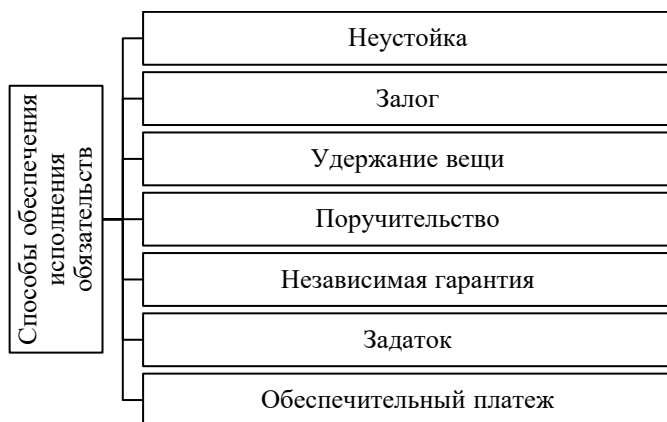 Способы обеспечения
исполнения
обязательств
Неустойка
Залог
Удержание вещи
Поручительство
Независимая гарантия
Задаток
Обеспечительный платеж